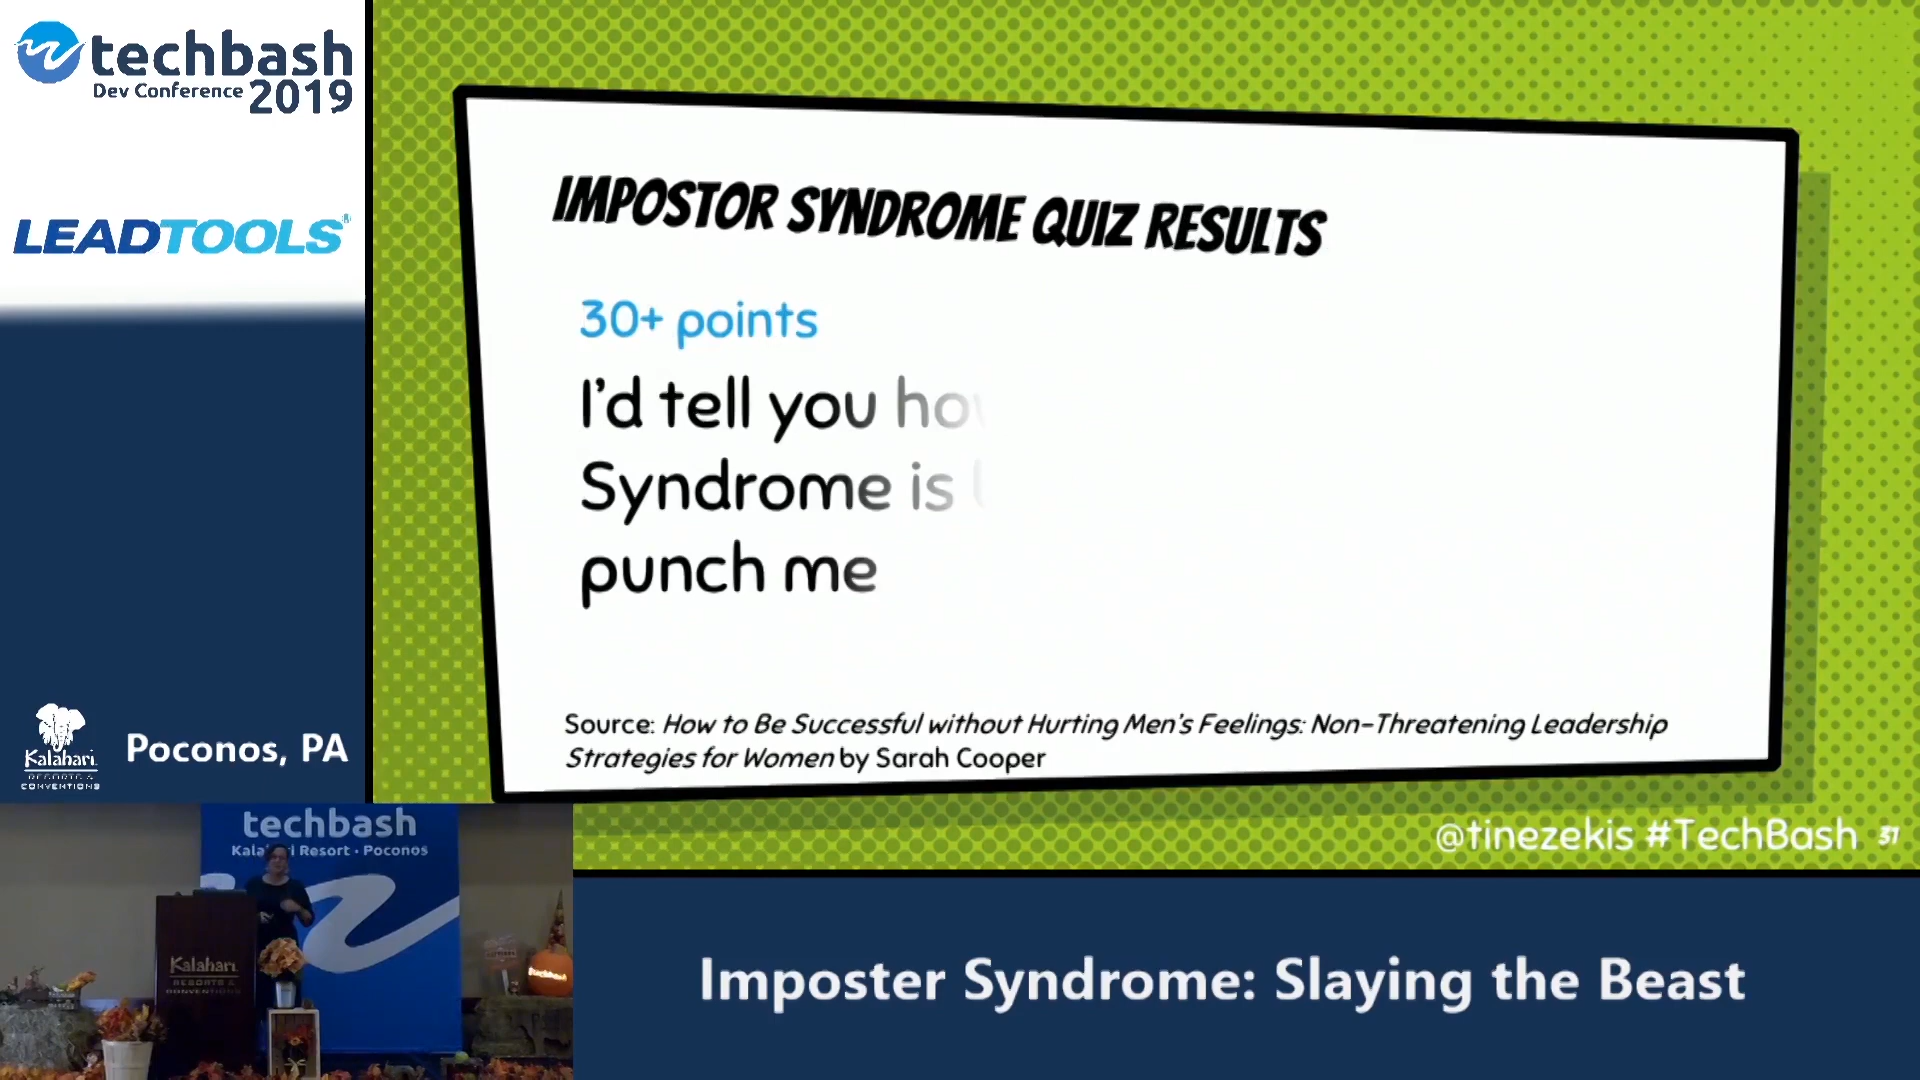 techbash
Dev Conference 2019
LEADTOOLS
Kalahari
RESORTS &
CONVENTIONS
Poconos, PA
IMPOSTOR SYNDROME QUIZ RESULTS
30+ points
I'd tell you
Syndrome is
punch me
Source: How to Be Successful without Hurting Men's Feelings: Non-Threatening Leadership
Strategies for Women by Sarah Cooper
@tinezekis #TechBash 31
techbash
Resort • Poconos
Kalahari
RESORTS &
CONVENTIONS
Imposter Syndrome: Slaying the Beast